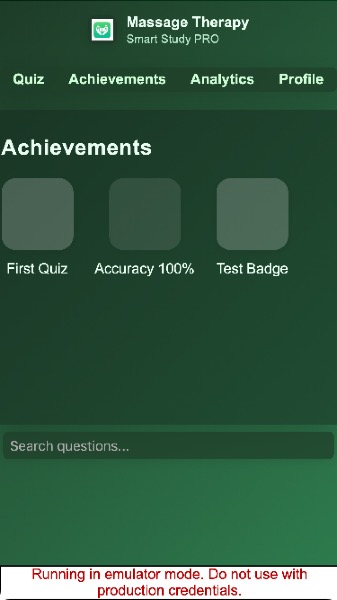 Massage Therapy
Smart Study PRO
Quiz Achievements Analytics Profile
Achievements
First Quiz Accuracy 100% Test Badge
Search questions...
Running in emulator mode. Do not use with
production credentials.